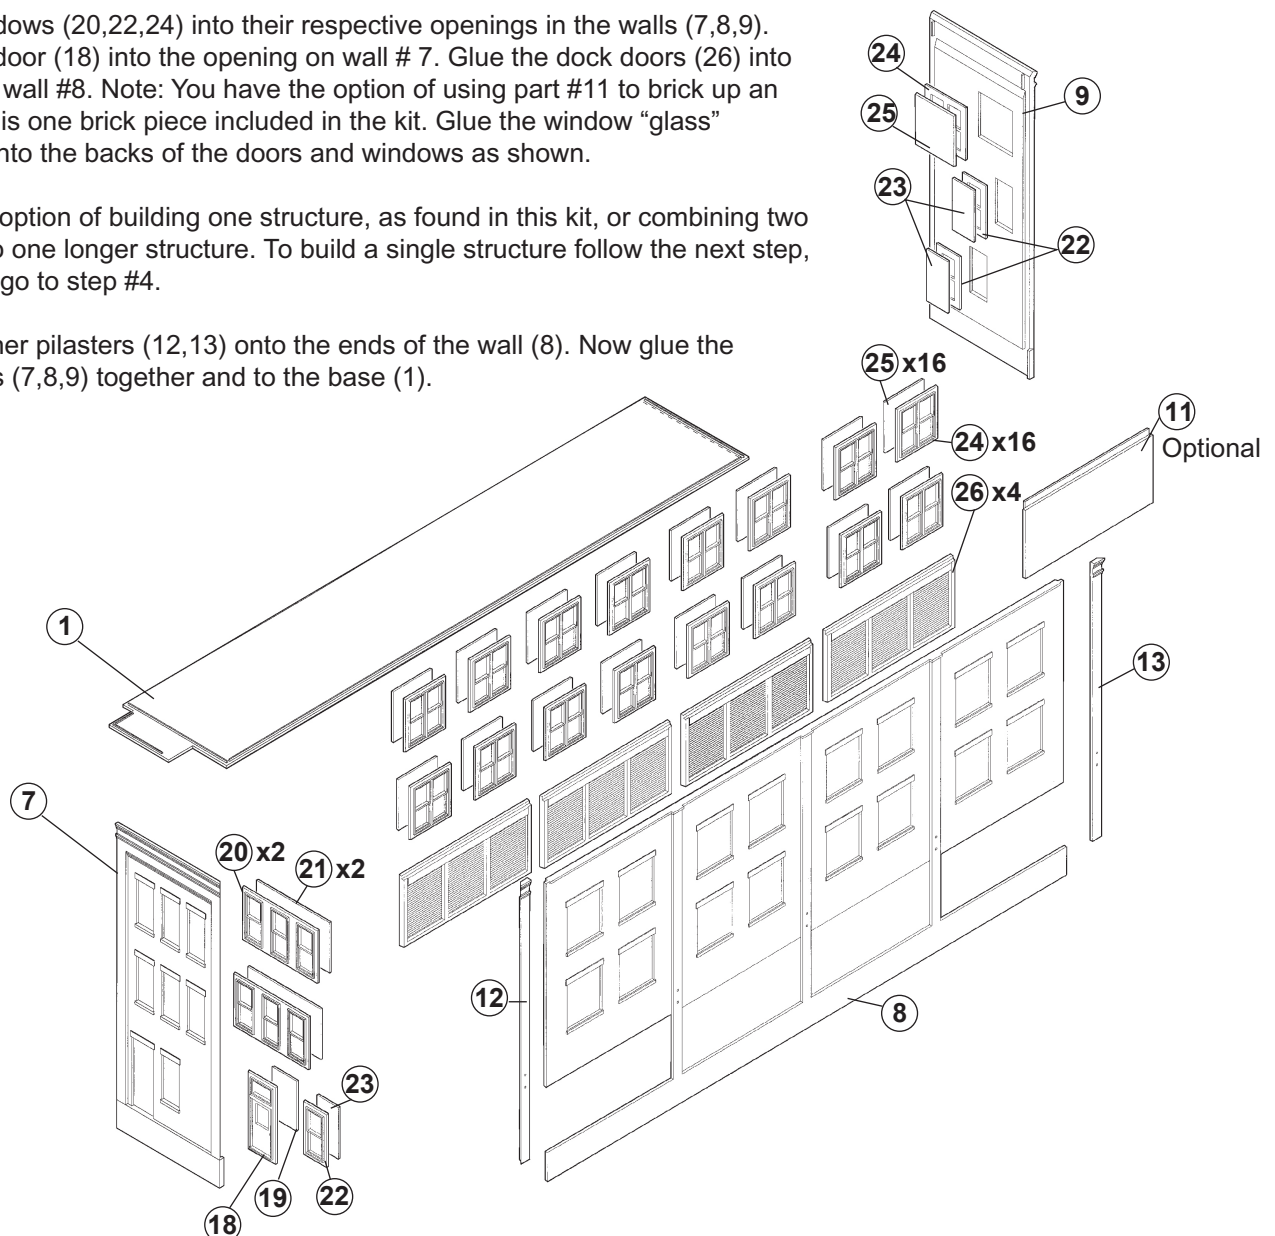 dows (20,22,24) into their respective openings in the walls (7,8,9).
door (18) into the opening on wall # 7. Glue the dock doors (26) into
wall #8. Note: You have the option of using part #11 to brick up an
is one brick piece included in the kit. Glue the window “glass”
nto the backs of the doors and windows as shown.
option of building one structure, as found in this kit, or combining two
o one longer structure. To build a single structure follow the next step,
go to step #4.
ner pilasters (12,13) onto the ends of the wall (8). Now glue the
s (7,8,9) together and to the base (1).
24
9
25
23
22
25 x16
11
Optional
24 x16
26 x4
1
13
7
20 x2
21 x2
12
8
23
19
22
18